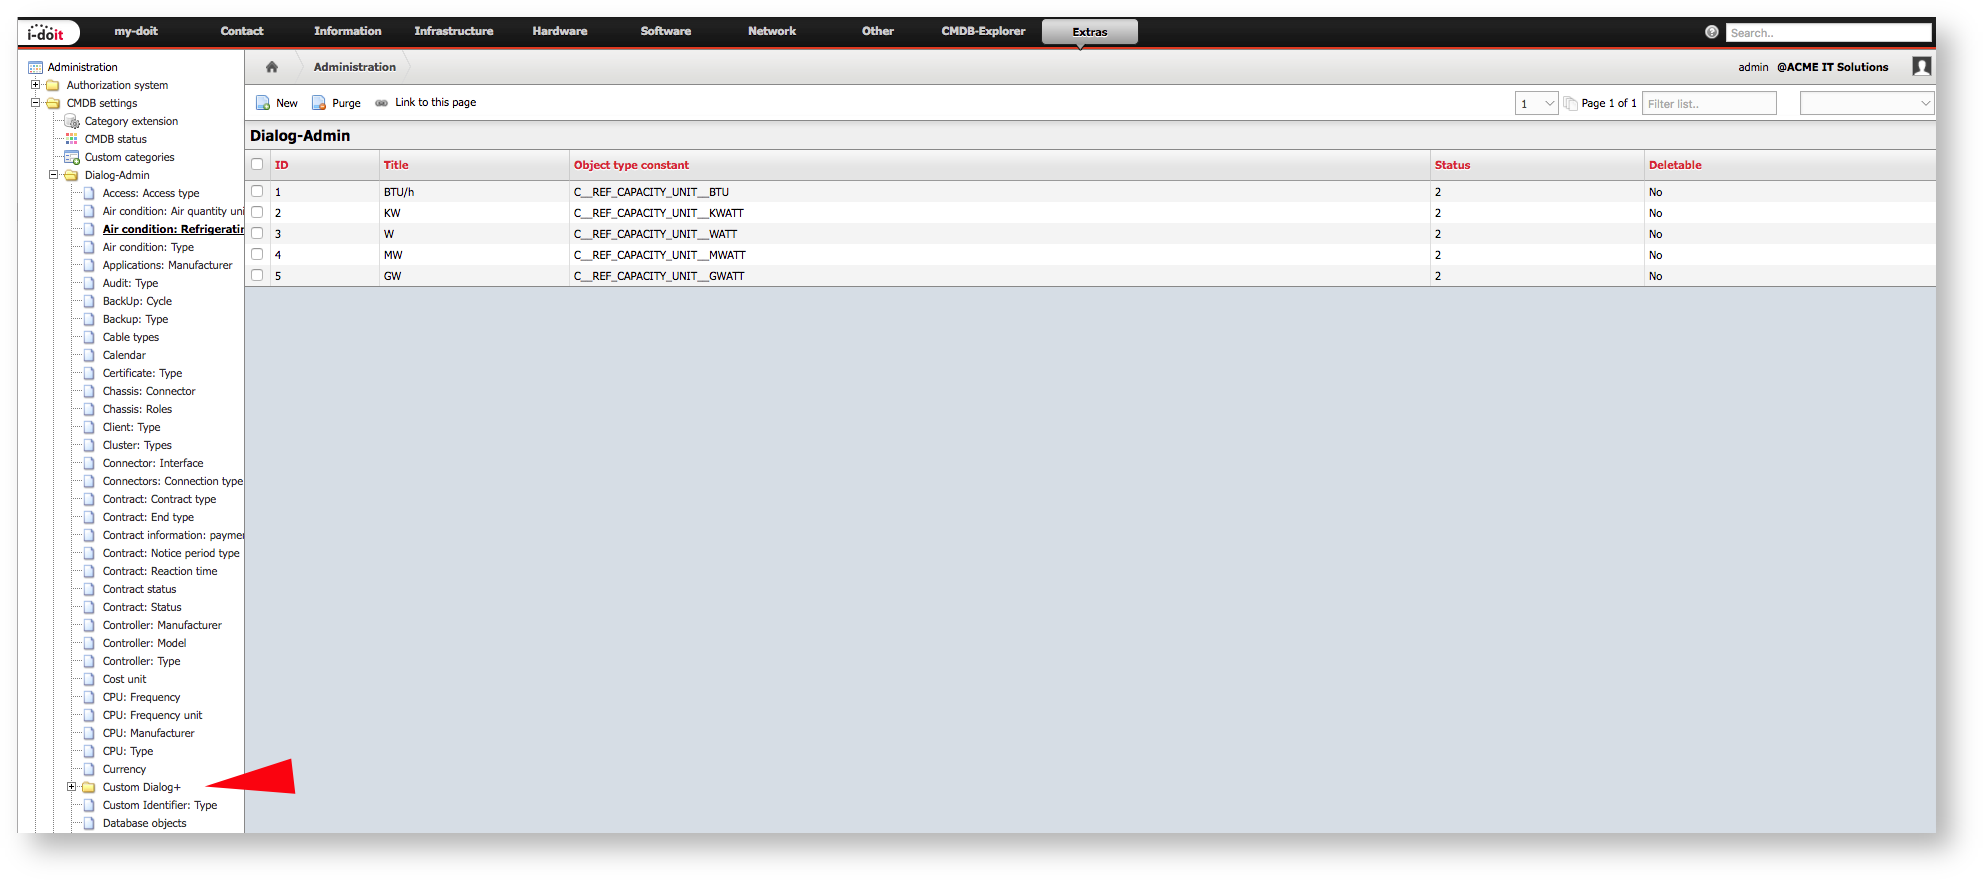 i-doit my-doit Contact Information Infrastructure Hardware Software Network Other CMDB-Explorer Extras Search..
Administration
Authorization system
CMDB settings
Category extension
CMDB status
Custom categories
Dialog-Admin
Access: Access type
Air condition: Air quantity uni
Air condition: Refrigeratin
Air condition: Type
Applications: Manufacturer
Audit: Type
BackUp: Cycle
Backup: Type
Cable types
Calendar
Certificate: Type
Chassis: Connector
Chassis: Roles
Client: Type
Cluster: Types
Connector: Interface
Connectors: Connection type
Contract: Contract type
Contract: End type
Contract information: paymen
Contract: Notice period type
Contract: Reaction time
Contract status
Contract: Status
Controller: Manufacturer
Controller: Model
Controller: Type
Cost unit
CPU: Frequency
CPU: Frequency unit
CPU: Manufacturer
CPU: Type
Currency
Custom Dialog+
Custom Identifier: Type
Database objects
Administration admin @ACME IT Solutions
New Purge Link to this page 1 Page 1 of 1 Filter list..
Dialog-Admin
ID Title Object type constant Status Deletable
1 BTU/h C__REF_CAPACITY_UNIT__BTU 2 No
2 KW C__REF_CAPACITY_UNIT__KWATT 2 No
3 W C__REF_CAPACITY_UNIT__WATT 2 No
4 MW C__REF_CAPACITY_UNIT__MWATT 2 No
5 GW C__REF_CAPACITY_UNIT__GWATT 2 No